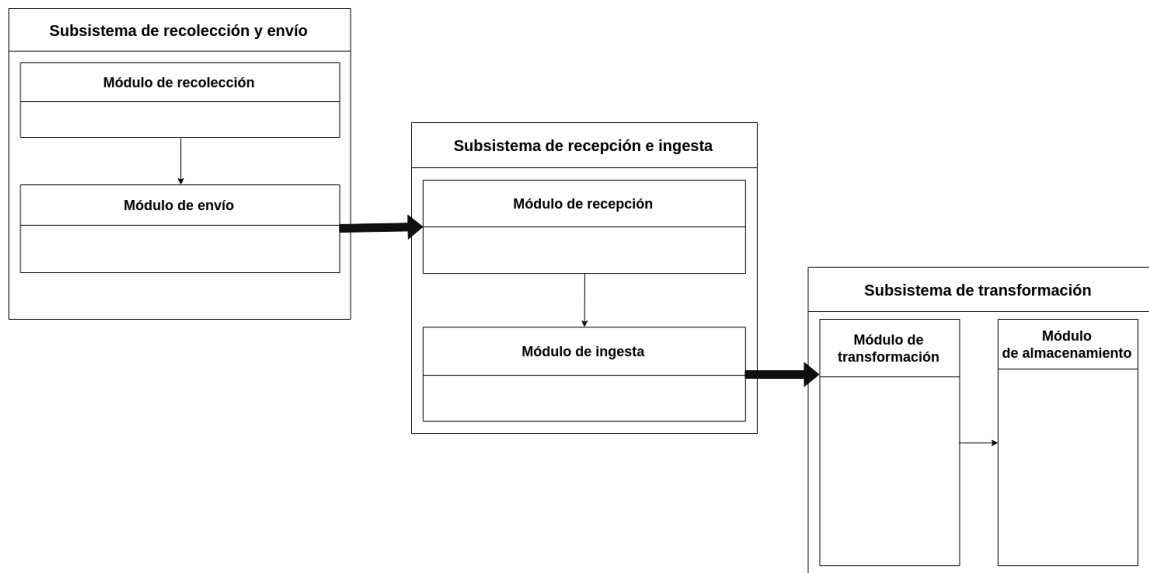 Subsistema de recolección y envío
Módulo de recolección
Módulo de envío
Subsistema de recepción e ingesta
Módulo de recepción
Módulo de ingesta
Subsistema de transformación
Módulo de
transformación
Módulo
de almacenamiento